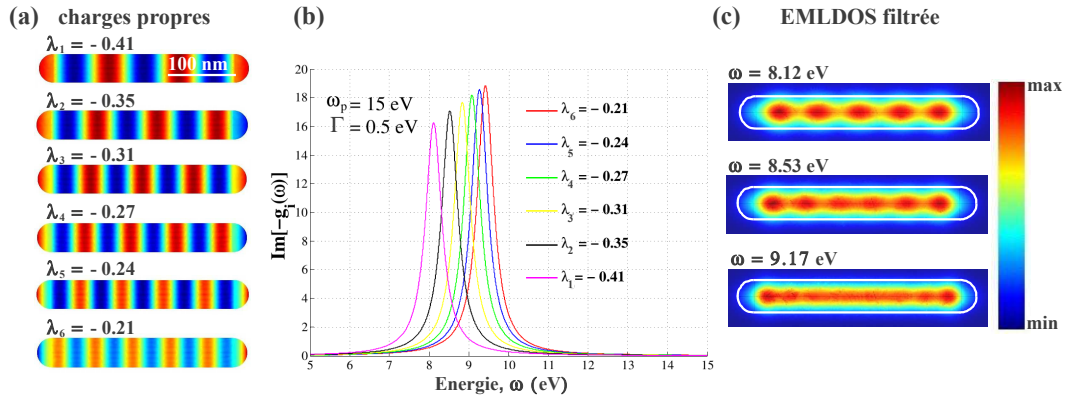 (a) charges propres
λ₁ = - 0.41
100 nm
λ₂ = - 0.35
λ₃ = - 0.31
λ₄ = - 0.27
λ₅ = - 0.24
λ₆ = - 0.21
(b)
20
18
16
14
12
10
8
6
4
2
0
Im[-gᵢ(ω)]
ωₚ = 15 eV
Γ = 0.5 eV
λ₆ = - 0.21
λ₅ = - 0.24
λ₄ = - 0.27
λ₃ = - 0.31
λ₂ = - 0.35
λ₁ = - 0.41
5 6 7 8 9 10 11 12 13 14 15
Energie, ω (eV)
(c) EMLDOS filtrée
ω = 8.12 eV
ω = 8.53 eV
ω = 9.17 eV
max
min